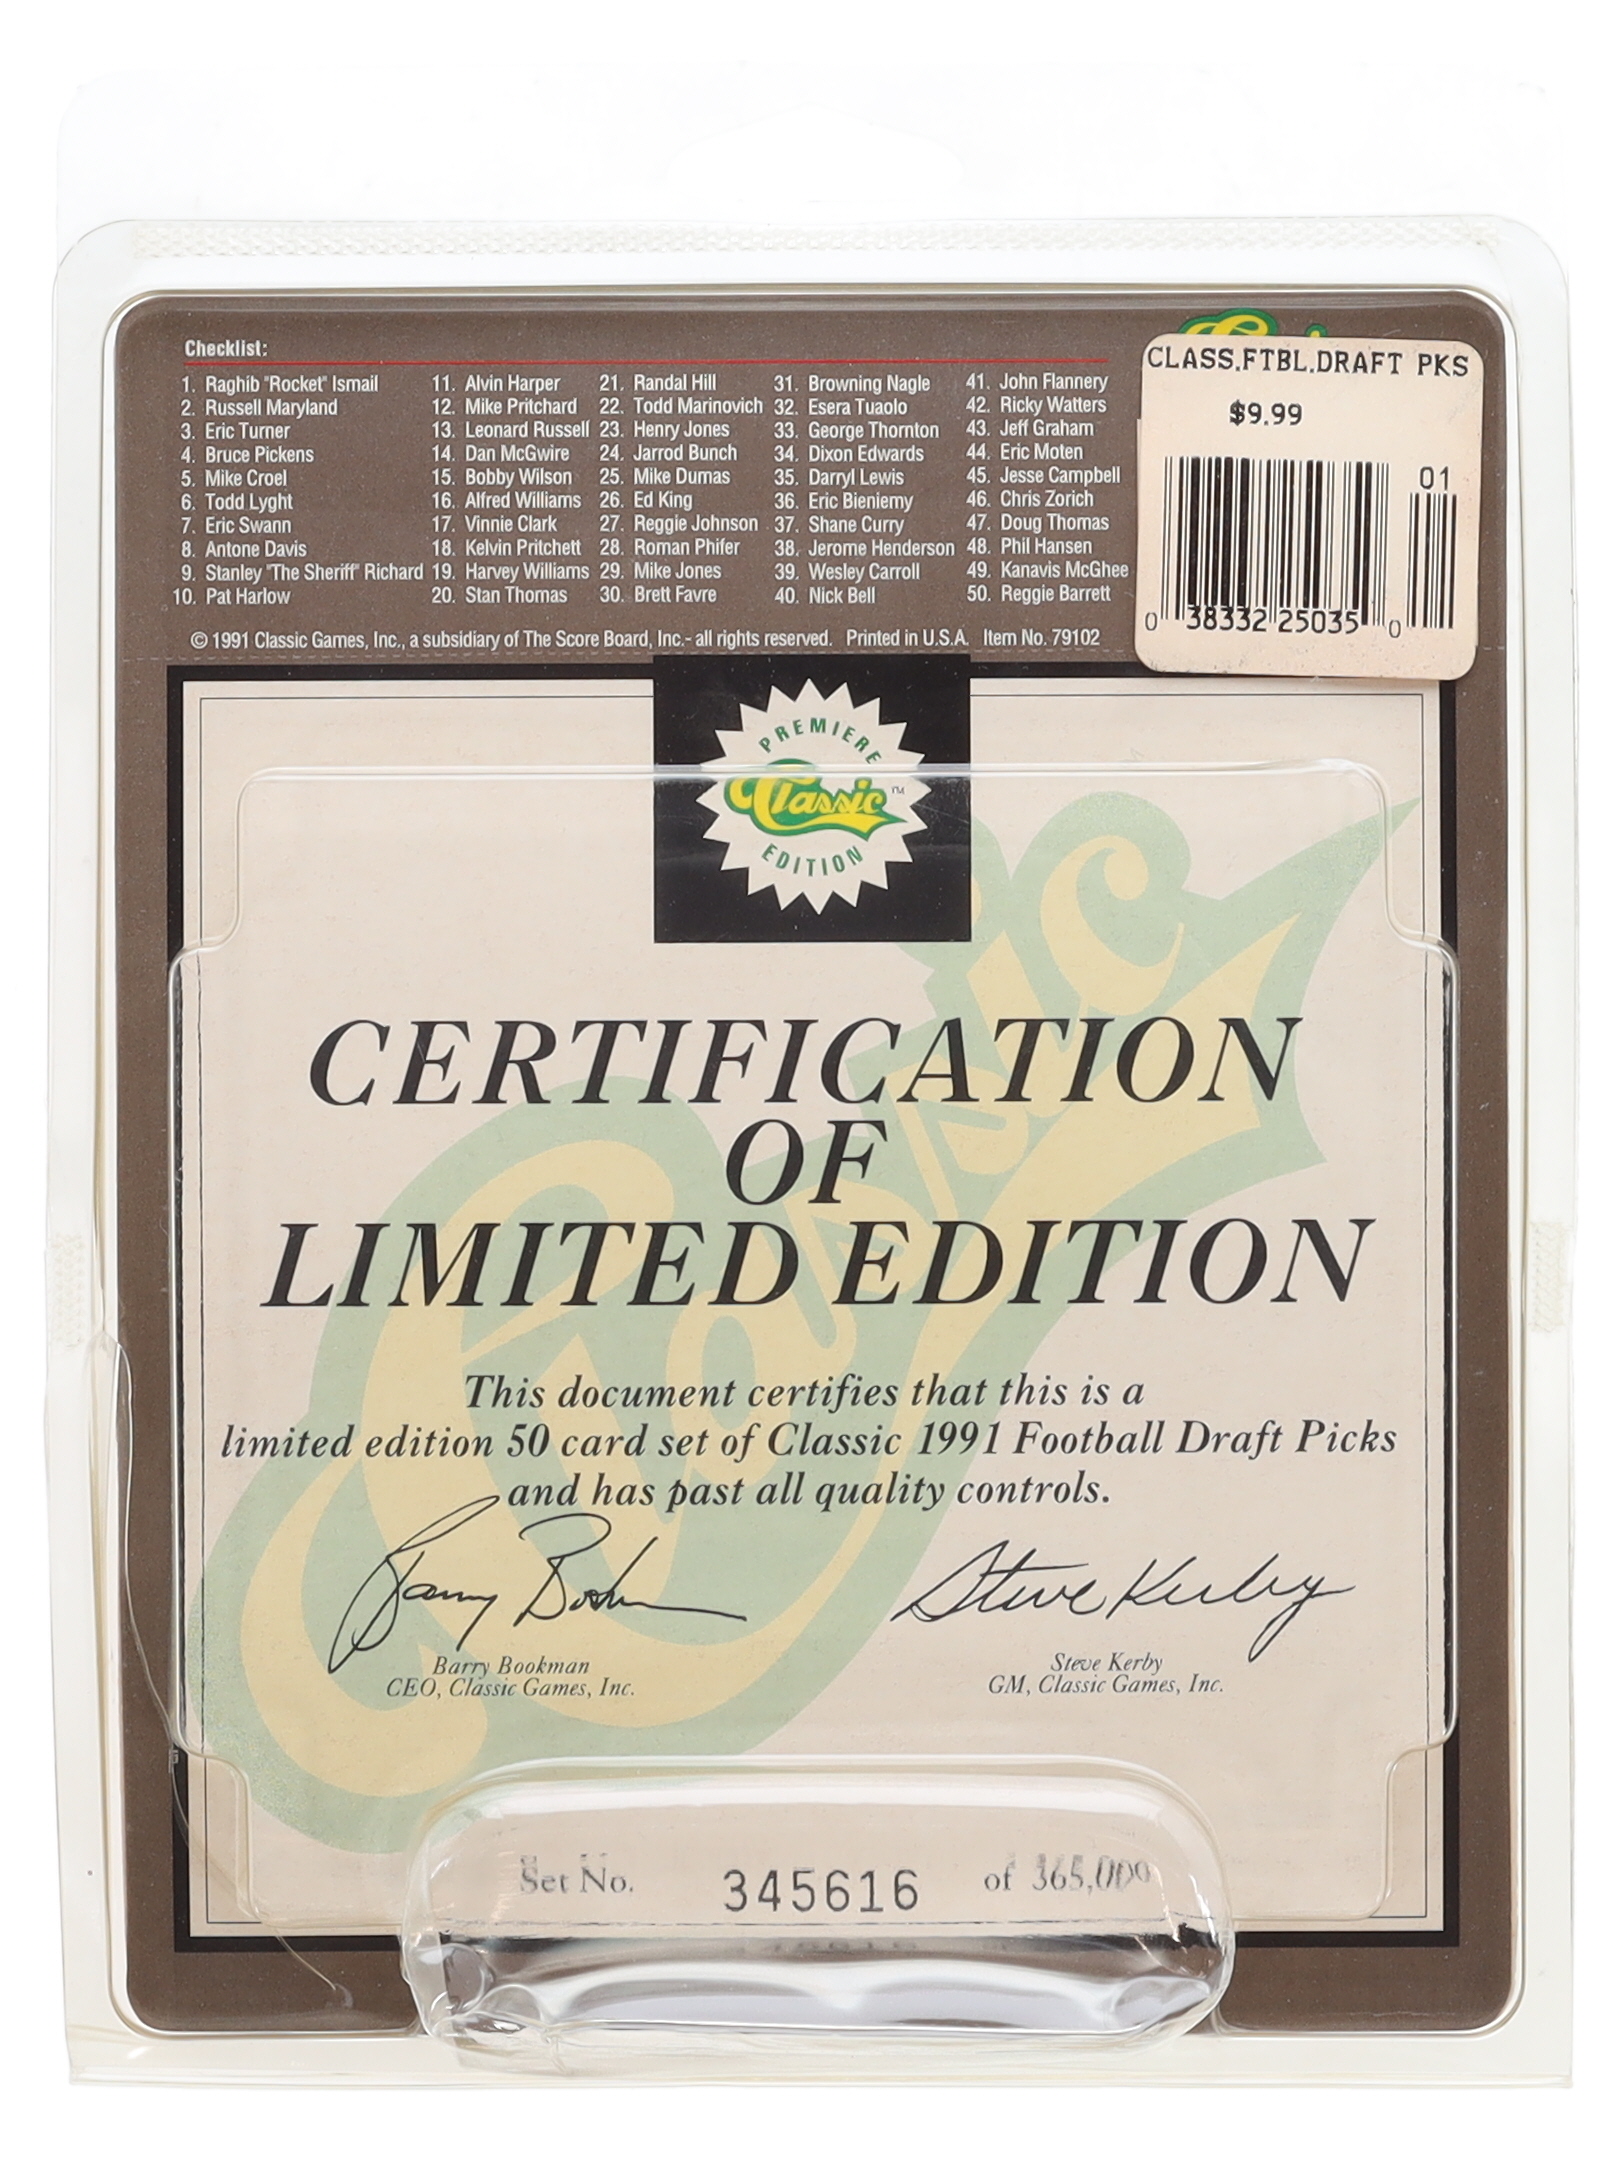 Checklist:
1. Raghib "Rocket" Ismail
2. Russell Maryland
3. Eric Turner
4. Bruce Pickens
5. Mike Croel
6. Todd Lyght
7. Eric Swann
8. Antone Davis
9. Stanley "The Sheriff" Richard
10. Pat Harlow
11. Alvin Harper
12. Mike Pritchard
13. Leonard Russell
14. Dan McGwire
15. Bobby Wilson
16. Alfred Williams
17. Vinnie Clark
18. Kelvin Pritchett
19. Harvey Williams
20. Stan Thomas
21. Randal Hill
22. Todd Marinovich
23. Henry Jones
24. Jarrod Bunch
25. Mike Dumas
26. Ed King
27. Reggie Johnson
28. Roman Phifer
29. Mike Jones
30. Brett Favre
31. Browning Nagle
32. Esera Tuaolo
33. George Thornton
34. Dixon Edwards
35. Darryl Lewis
36. Eric Bieniemy
37. Shane Curry
38. Jerome Henderson
39. Wesley Carroll
40. Nick Bell
41. John Flannery
42. Ricky Watters
43. Jeff Graham
44. Eric Moten
45. Jesse Campbell
46. Chris Zorich
47. Doug Thomas
48. Phil Hansen
49. Kanavis McGhee
50. Reggie Barrett
© 1991 Classic Games, Inc., a subsidiary of The Score Board, Inc.- all rights reserved. Printed in U.S.A. Item No. 79102
CLASS.FTBL.DRAFT PKS
$9.99
01
0 38332 25035 0
PREMIERE
Classic™
EDITION
Classic
CERTIFICATION
OF
LIMITED EDITION
This document certifies that this is a
limited edition 50 card set of Classic 1991 Football Draft Picks
and has past all quality controls.
Barry Bookman
Steve Kerby
Barry Bookman
CEO, Classic Games, Inc.
Steve Kerby
GM, Classic Games, Inc.
Set No. 345616 of 365,000